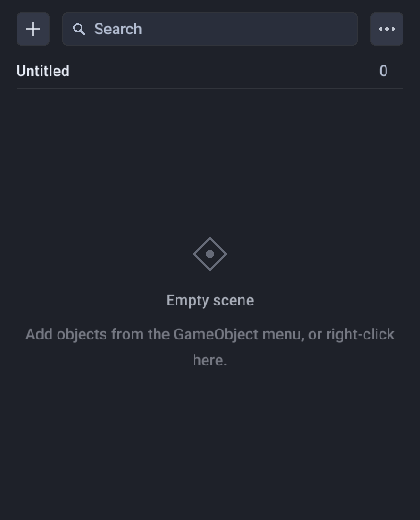 Search
Untitled 0
Empty scene
Add objects from the GameObject menu, or right-click
here.